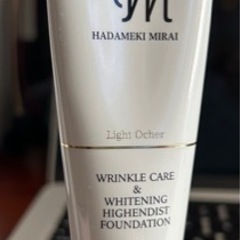 M
HADAMEKI MIRAI
Light Ocher
WRINKLE CARE
&
WHITENING
HIGHENDIST
FOUNDATION